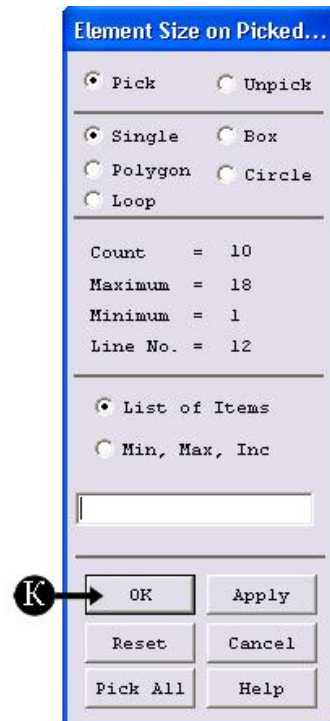 Element Size on Picked...
Pick Unpick
Single Box
Polygon Circle
Loop
Count = 10
Maximum = 18
Minimum = 1
Line No. = 12
List of Items
Min, Max, Inc
K OK Apply
Reset Cancel
Pick All Help